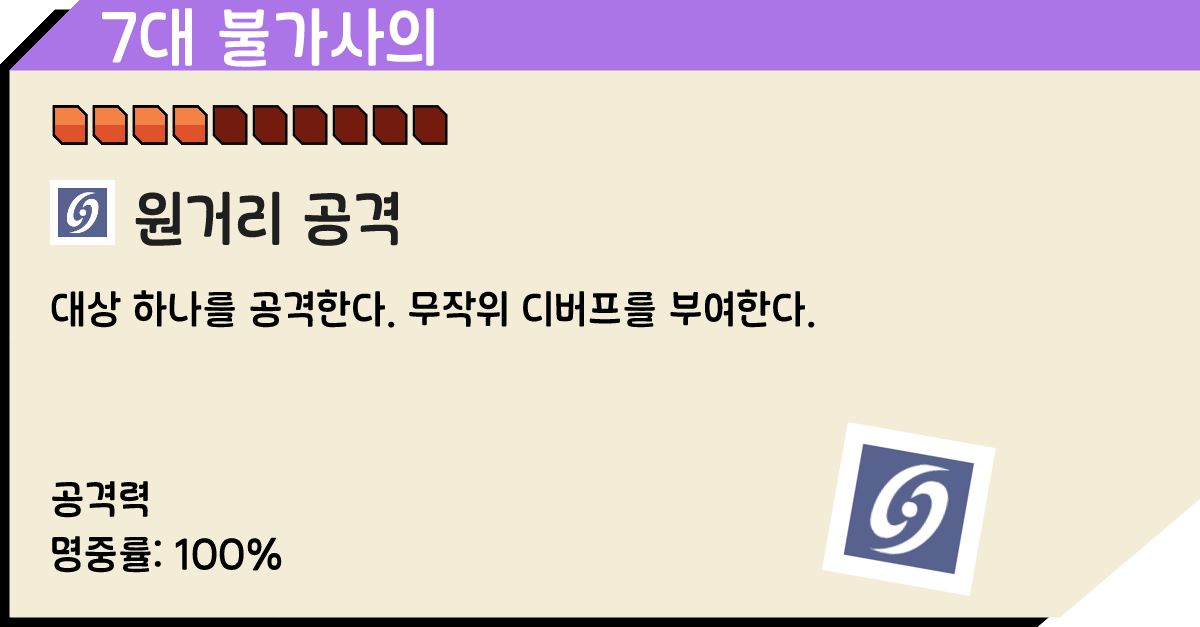 7대 불가사의
원거리 공격
대상 하나를 공격한다. 무작위 디버프를 부여한다.
공격력
명중률: 100%